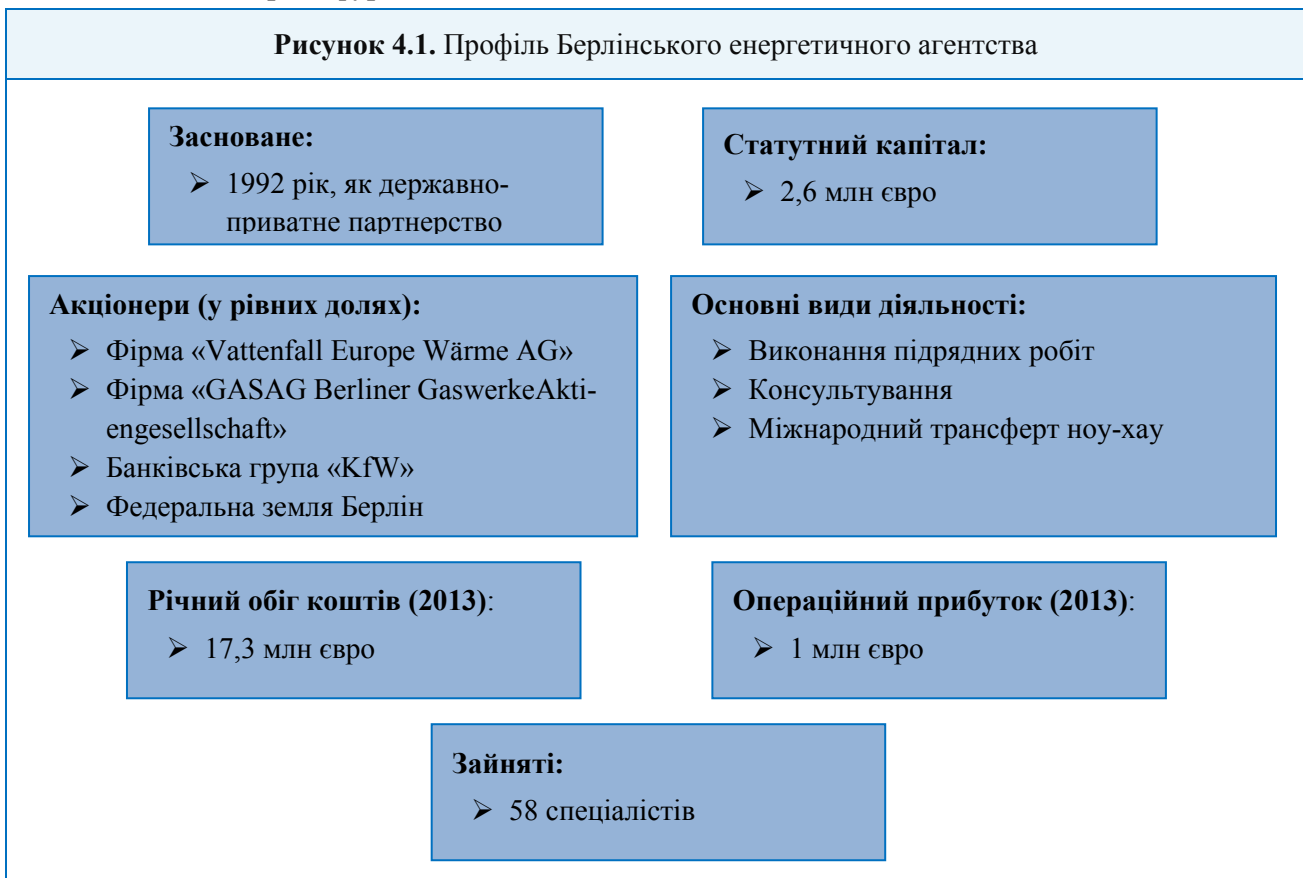 Рисунок 4.1. Профіль Берлінського енергетичного агентства
Засноване:
➢ 1992 рік, як державно-
приватне партнерство
Статутний капітал:
➢ 2,6 млн євро
Акціонери (у рівних долях):
➢ Фірма «Vattenfall Europe Wärme AG»
➢ Фірма «GASAG Berliner GaswerkeAkti-
engesellschaft»
➢ Банківська група «KfW»
➢ Федеральна земля Берлін
Основні види діяльності:
➢ Виконання підрядних робіт
➢ Консультування
➢ Міжнародний трансферт ноу-хау
Річний обіг коштів (2013):
➢ 17,3 млн євро
Операційний прибуток (2013):
➢ 1 млн євро
Зайняті:
➢ 58 спеціалістів